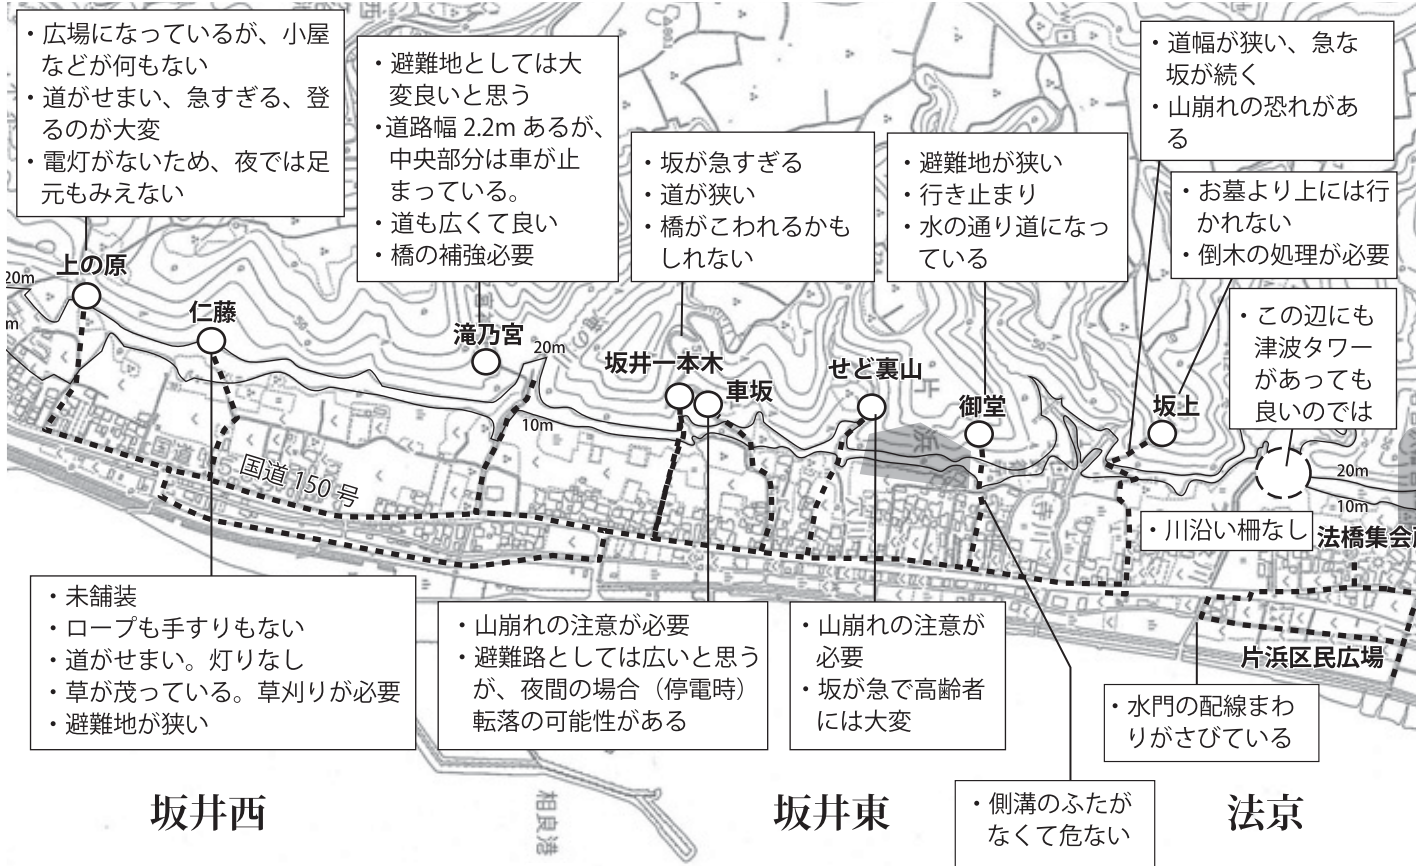 ・広場になっているが、小屋
などが何もない
・道がせまい、急すぎる、登
るのが大変
・電灯がないため、夜では足
元もみえない
・避難地としては大
変良いと思う
・道路幅 2.2m あるが、
中央部分は車が止
まっている。
・道も広くて良い
・橋の補強必要
・坂が急すぎる
・道が狭い
・橋がこわれるかも
しれない
・避難地が狭い
・行き止まり
・水の通り道になっ
ている
・道幅が狭い、急な
坂が続く
・山崩れの恐れがあ
る
・お墓より上には行
かれない
・倒木の処理が必要
・この辺にも
津波タワー
があっても
良いのでは
上の原
20m
m
仁藤
滝乃宮
20m
10m
坂井一本木
車坂
せど裏山
浜
御堂
坂上
20m
10m
国道 150 号
・川沿い柵なし
法橋集会所
片浜区民広場
・未舗装
・ロープも手すりもない
・道がせまい。灯りなし
・草が茂っている。草刈りが必要
・避難地が狭い
・山崩れの注意が必要
・避難路としては広いと思う
が、夜間の場合（停電時）
転落の可能性がある
・山崩れの注意が
必要
・坂が急で高齢者
には大変
・水門の配線まわ
りがさびている
・側溝のふたが
なくて危ない
相良港
坂井西
坂井東
法京